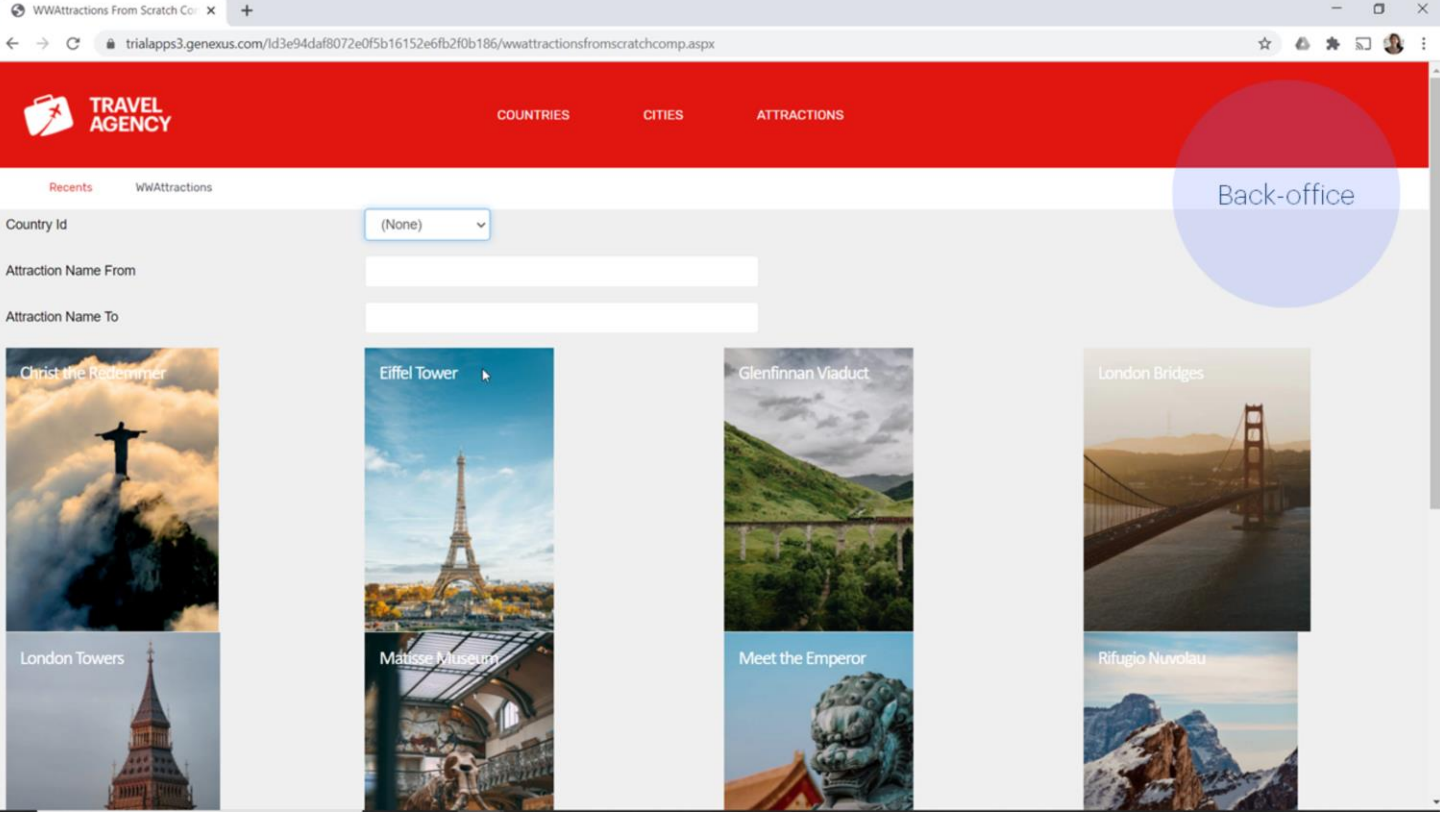 WWAttractions From Scratch Cor
trialapps3.genexus.com/Id3e94daf8072e0f5b16152e6fb2f0b186/wwattractionsfromscratchcomp.aspx
TRAVEL
AGENCY
COUNTRIES CITIES ATTRACTIONS
Back-office
Recents WWAttractions
Country Id (None)
Attraction Name From
Attraction Name To
Christ the Redemmer Eiffel Tower Glenfinnan Viaduct London Bridges
London Towers Matisse Museum Meet the Emperor Rifugio Nuvolau